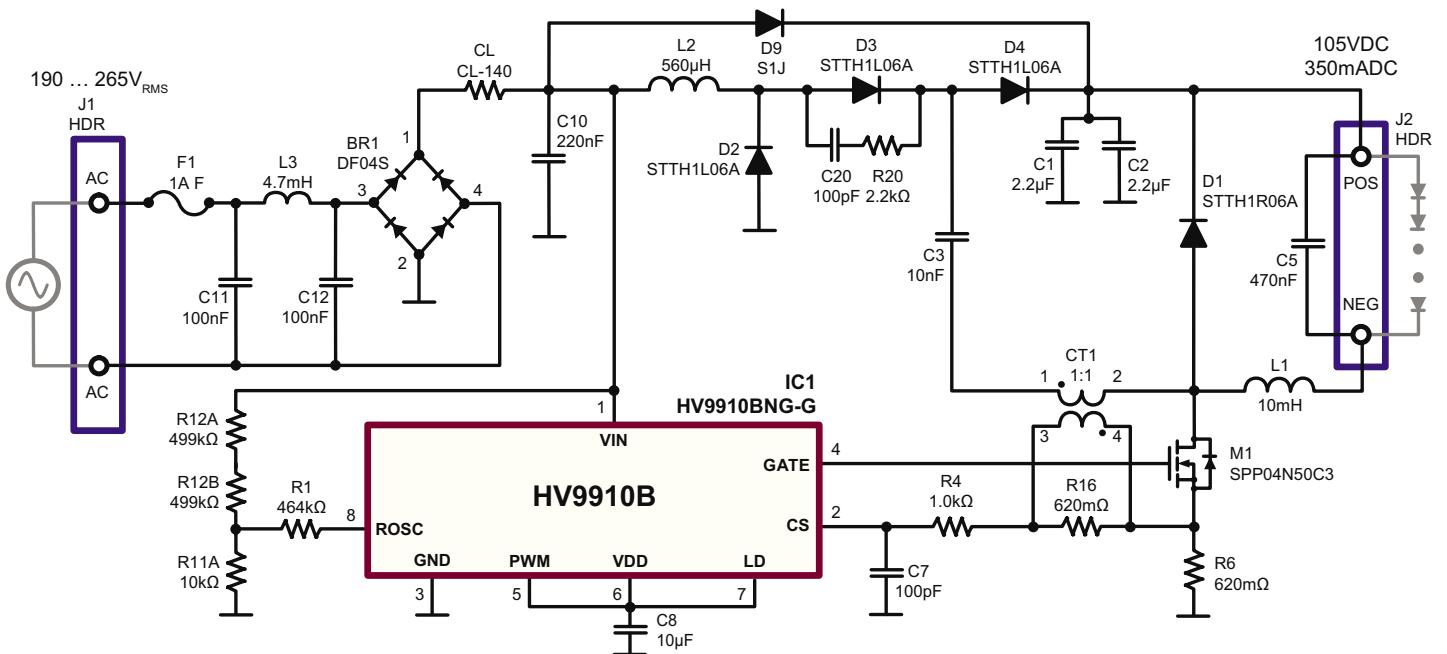 190 ... 265V RMS
J1
HDR
AC
AC
F1
1A F
L3
4.7mH
C11
100nF
C12
100nF
BR1
DF04S
1
3
4
2
CL
CL-140
C10
220nF
L2
560µH
D9
S1J
D2
STTH1L06A
D3
STTH1L06A
C20
100pF
R20
2.2kΩ
D4
STTH1L06A
C3
10nF
C1
2.2µF
C2
2.2µF
D1
STTH1R06A
105VDC
350mADC
J2
HDR
POS
C5
470nF
NEG
L1
10mH
CT1
1:1
1
2
3
4
M1
SPP04N50C3
R12A
499kΩ
R12B
499kΩ
R11A
10kΩ
R1
464kΩ
IC1
HV9910BNG-G
1
VIN
GATE
4
HV9910B
8
ROSC
CS
2
GND
PWM
VDD
LD
3
5
6
7
C8
10µF
C7
100pF
R4
1.0kΩ
R16
620mΩ
R6
620mΩ